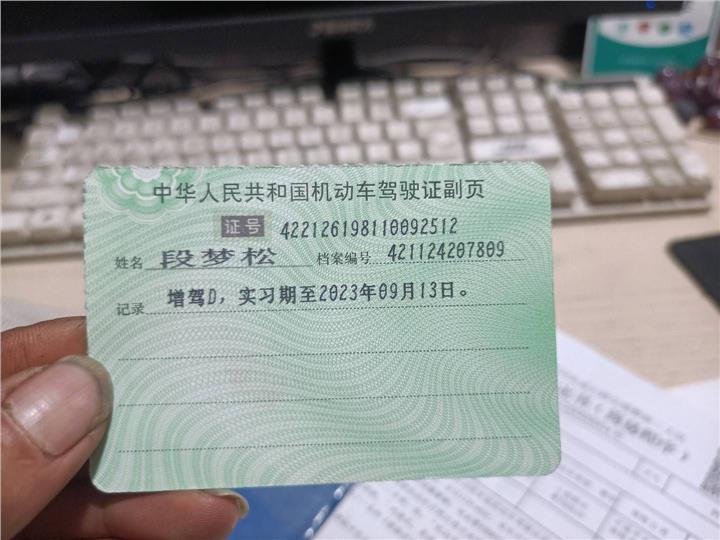 中华人民共和国机动车驾驶证副页
证号 422126198110092512
姓名 段梦松 档案编号 421124207809
记录 增驾D，实习期至2023年09月13日。